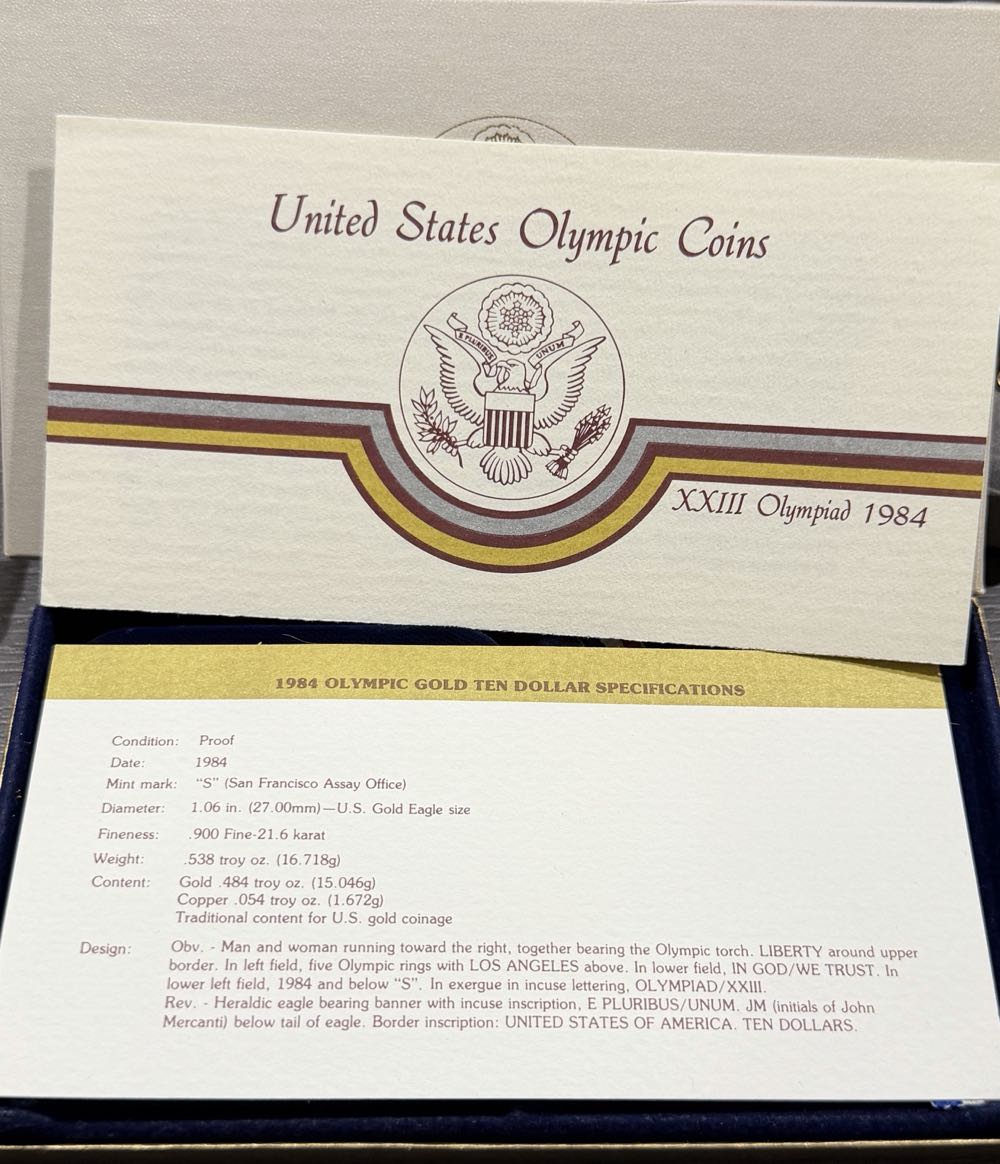 United States Olympic Coins
E PLURIBUS UNUM
XXIII Olympiad 1984
1984 OLYMPIC GOLD TEN DOLLAR SPECIFICATIONS
Condition: Proof
Date: 1984
Mint mark: "S" (San Francisco Assay Office)
Diameter: 1.06 in. (27.00mm)—U.S. Gold Eagle size
Fineness: .900 Fine-21.6 karat
Weight: .538 troy oz. (16.718g)
Content: Gold .484 troy oz. (15.046g)
Copper .054 troy oz. (1.672g)
Traditional content for U.S. gold coinage
Design: Obv. - Man and woman running toward the right, together bearing the Olympic torch. LIBERTY around upper
border. In left field, five Olympic rings with LOS ANGELES above. In lower field, IN GOD/WE TRUST. In
lower left field, 1984 and below "S". In exergue in incuse lettering, OLYMPIAD/XXIII.
Rev. - Heraldic eagle bearing banner with incuse inscription, E PLURIBUS/UNUM. JM (initials of John
Mercanti) below tail of eagle. Border inscription: UNITED STATES OF AMERICA. TEN DOLLARS.